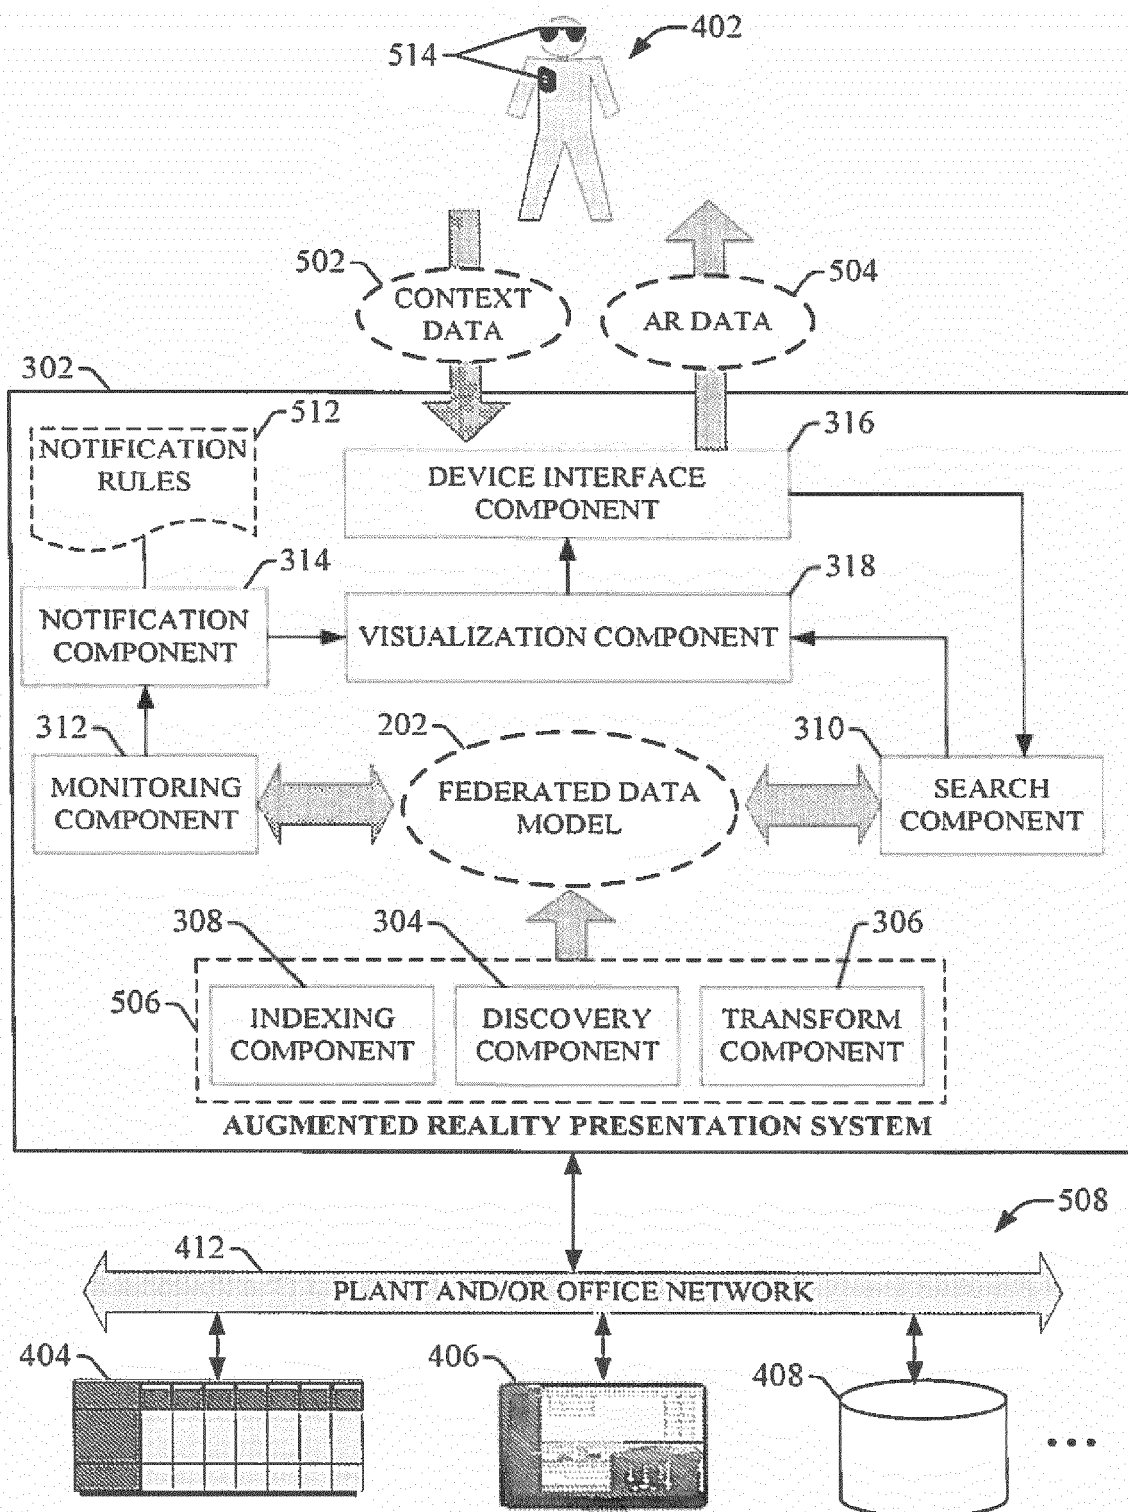 402
514
502
504
CONTEXT
DATA
AR DATA
302
512
316
NOTIFICATION
RULES
DEVICE INTERFACE
COMPONENT
314
318
NOTIFICATION
COMPONENT
VISUALIZATION COMPONENT
312
202
310
MONITORING
COMPONENT
FEDERATED DATA
MODEL
SEARCH
COMPONENT
308
304
306
506
INDEXING
COMPONENT
DISCOVERY
COMPONENT
TRANSFORM
COMPONENT
AUGMENTED REALITY PRESENTATION SYSTEM
508
412
PLANT AND/OR OFFICE NETWORK
404
406
408